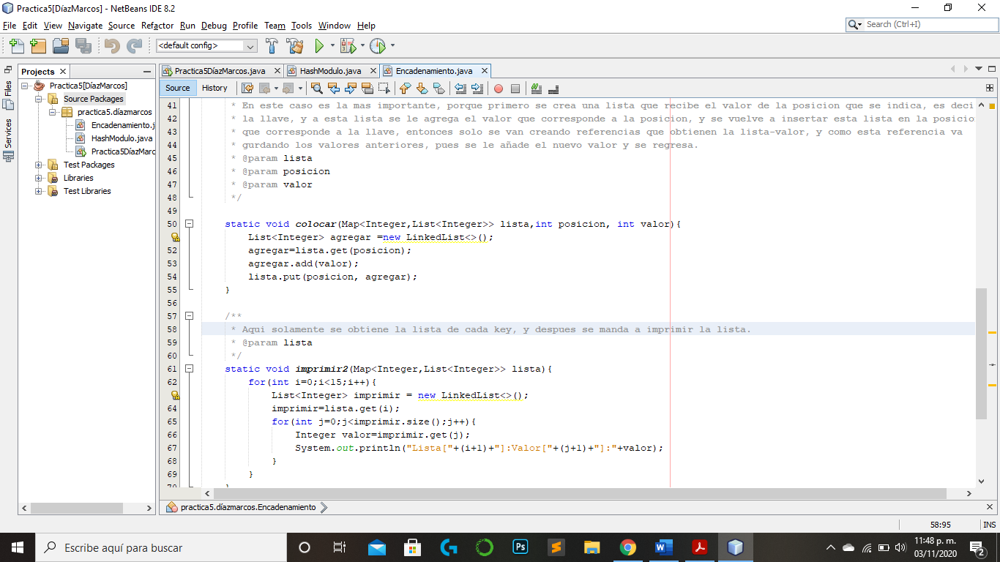 Practica5[DíazMarcos] - NetBeans IDE 8.2
File Edit View Navigate Source Refactor Run Debug Profile Team Tools Window Help
Search (Ctrl+I)
<default config>
Projects
Files
Services
Practica5[DíazMarcos]
Source Packages
practica5.díazmarcos
Encadenamiento.j
HashModulo.java
Practica5DíazMarc
Test Packages
Libraries
Test Libraries
Practica5DíazMarcos.java HashModulo.java Encadenamiento.java
Source History
41 * En este caso es la mas importante, porque primero se crea una lista que recibe el valor de la posicion que se indica, es deci
42 * la llave, y a esta lista se le agrega el valor que corresponde a la posicion, y se vuelve a insertar esta lista en la posicio
43 * que corresponde a la llave, entonces solo se van creando referencias que obtienen la lista-valor, y como esta referencia va
44 * gurdando los valores anteriores, pues se le añade el nuevo valor y se regresa.
45 * @param lista
46 * @param posicion
47 * @param valor
48 */
49
50 static void colocar(Map<Integer,List<Integer>> lista,int posicion, int valor){
List<Integer> agregar =new LinkedList<>();
52 agregar=lista.get(posicion);
53 agregar.add(valor);
54 lista.put(posicion, agregar);
55 }
56
57 /**
58 * Aqui solamente se obtiene la lista de cada key, y despues se manda a imprimir la lista.
59 * @param lista
60 */
61 static void imprimir2(Map<Integer,List<Integer>> lista){
62 for(int i=0;i<15;i++){
List<Integer> imprimir = new LinkedList<>();
64 imprimir=lista.get(i);
65 for(int j=0;j<imprimir.size();j++){
66 Integer valor=imprimir.get(j);
67 System.out.println("Lista["+(i+1)+"]:Valor["+(j+1)+"]:"+valor);
68 }
69 }
70 }
practica5.díazmarcos.Encadenamiento
58:95 INS
Escribe aquí para buscar
Ps
11:48 p. m.
03/11/2020
2